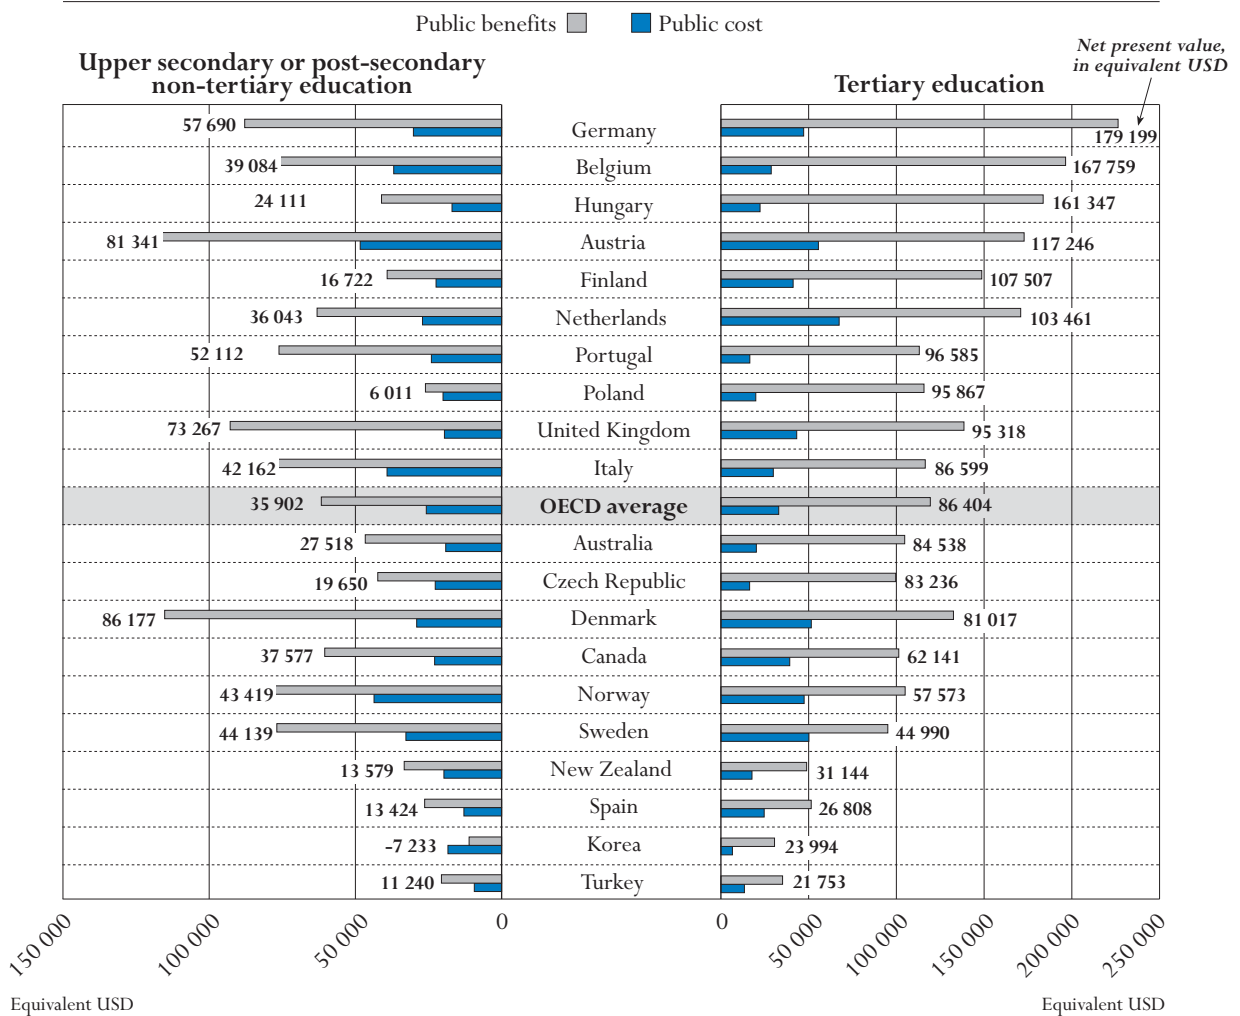 Public benefits Public cost
Net present value,
in equivalent USD
Upper secondary or post-secondary
non-tertiary education
Tertiary education
57 690 Germany 179 199
39 084 Belgium 167 759
24 111 Hungary 161 347
81 341 Austria 117 246
16 722 Finland 107 507
36 043 Netherlands 103 461
52 112 Portugal 96 585
6 011 Poland 95 867
73 267 United Kingdom 95 318
42 162 Italy 86 599
35 902 OECD average 86 404
27 518 Australia 84 538
19 650 Czech Republic 83 236
86 177 Denmark 81 017
37 577 Canada 62 141
43 419 Norway 57 573
44 139 Sweden 44 990
13 579 New Zealand 31 144
13 424 Spain 26 808
-7 233 Korea 23 994
11 240 Turkey 21 753
150 000 100 000 50 000 0 0 50 000 100 000 150 000 200 000 250 000
Equivalent USD Equivalent USD